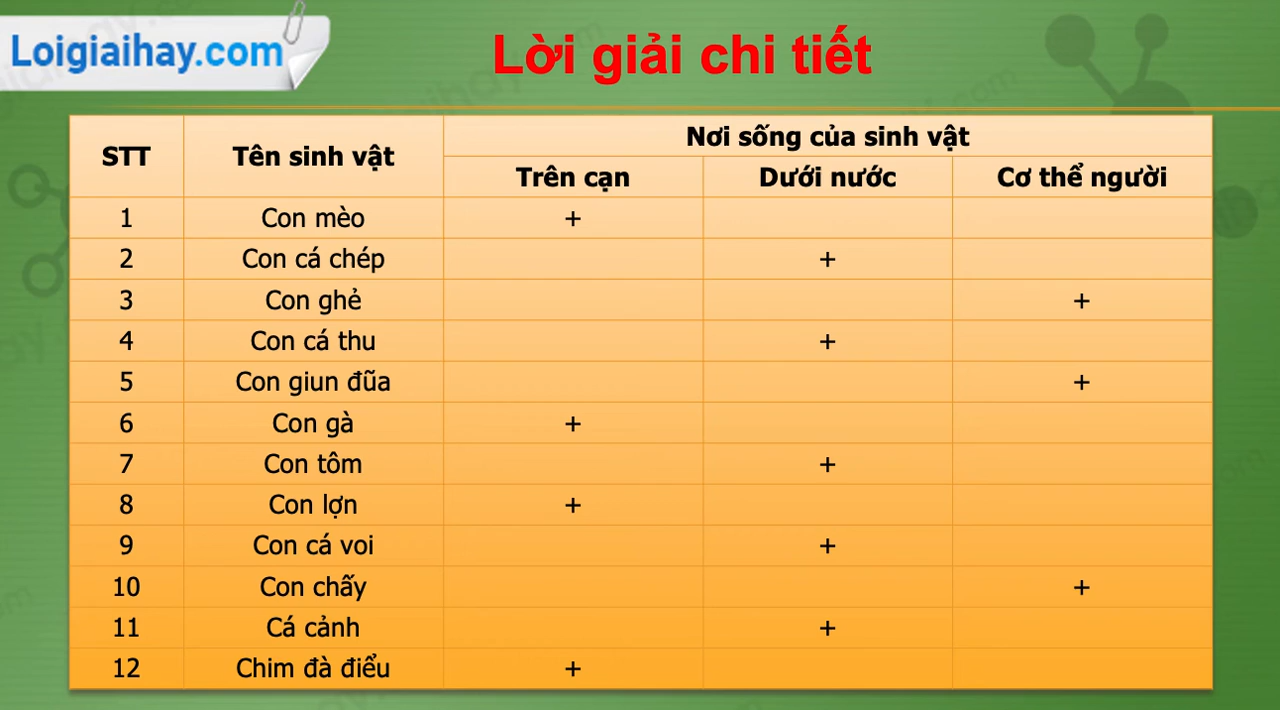 Loigiaihay.com
Lời giải chi tiết
STT Tên sinh vật Nơi sống của sinh vật
Trên cạn Dưới nước Cơ thể người
1 Con mèo +
2 Con cá chép +
3 Con ghẻ +
4 Con cá thu +
5 Con giun đũa +
6 Con gà +
7 Con tôm +
8 Con lợn +
9 Con cá voi +
10 Con chấy +
11 Cá cảnh +
12 Chim đà điểu +